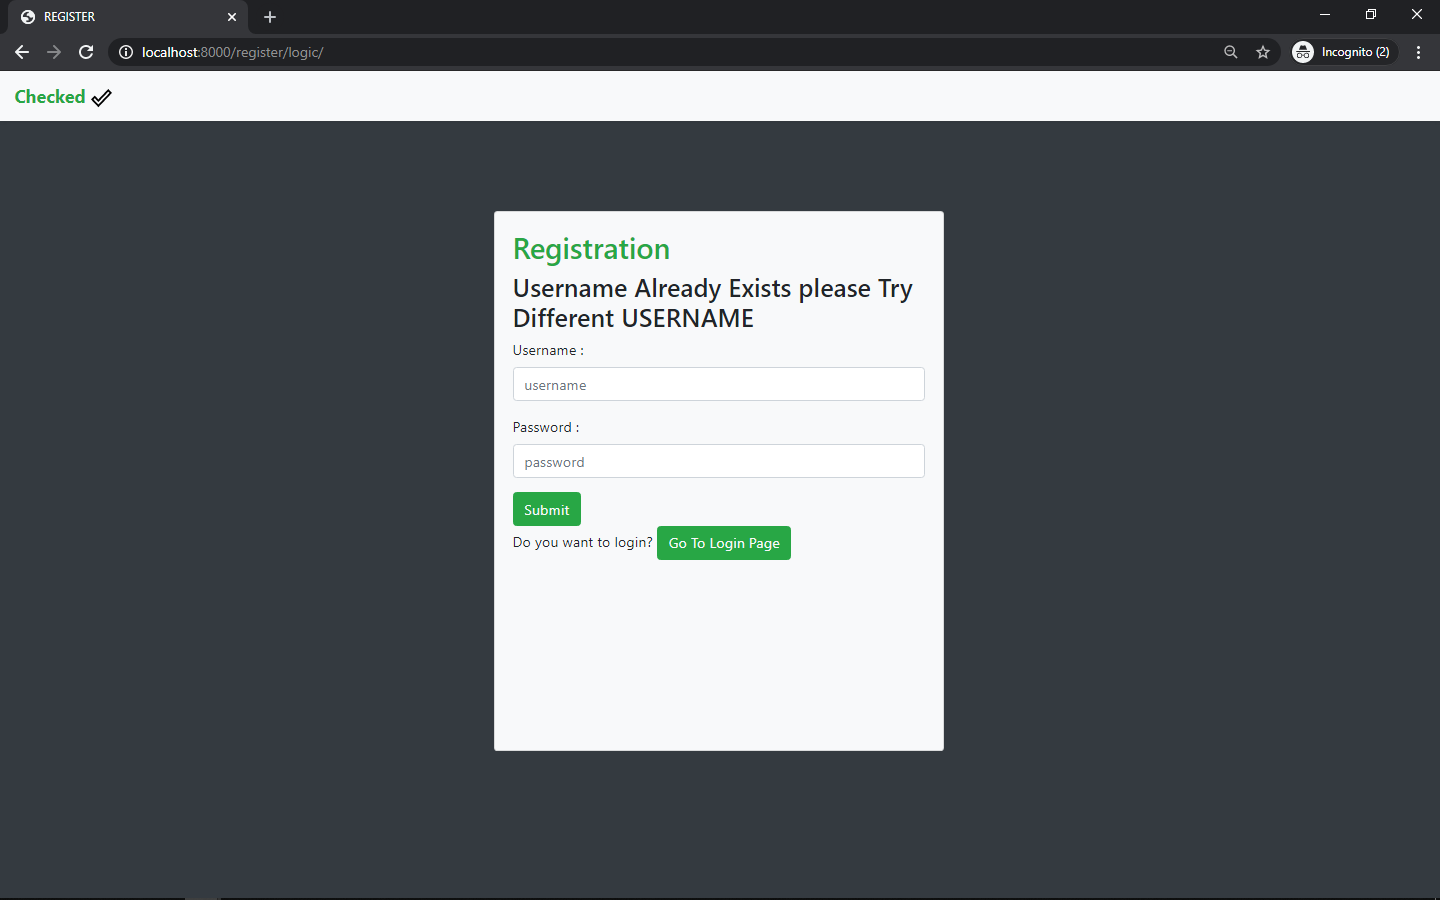 REGISTER
localhost:8000/register/logic/
Incognito (2)
Checked
Registration
Username Already Exists please Try
Different USERNAME
Username :
username
Password :
password
Submit
Do you want to login? Go To Login Page